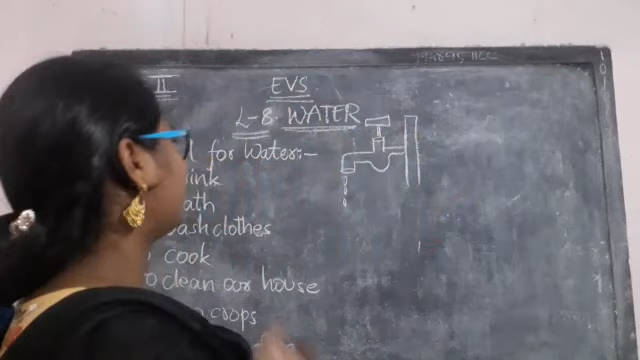 II
EVS
L-8. WATER
for Water:-
ink
ath
ash clothes
cook
o clean our house
crops